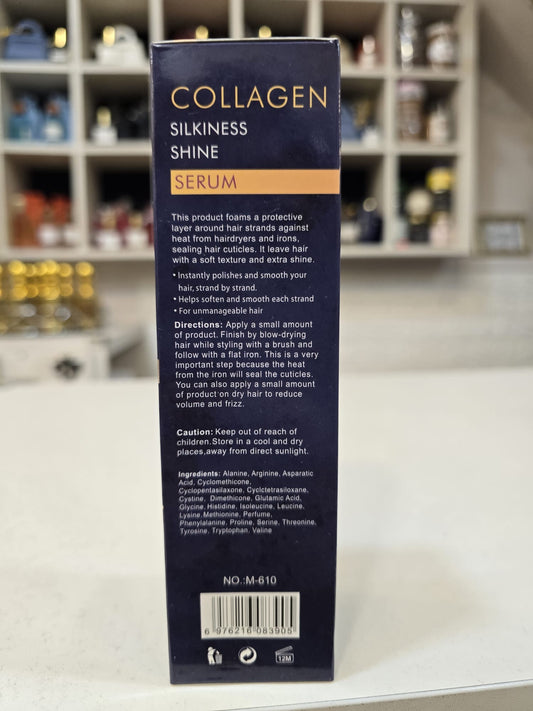 COLLAGEN
SILKINESS
SHINE
SERUM
This product foams a protective
layer around hair strands against
heat from hairdryers and irons,
sealing hair cuticles. It leave hair
with a soft texture and extra shine.
• Instantly polishes and smooth your
hair, strand by strand.
• Helps soften and smooth each strand
• For unmanageable hair
Directions: Apply a small amount
of product. Finish by blow-drying
hair while styling with a brush and
follow with a flat iron. This is a very
important step because the heat
from the iron will seal the cuticles.
You can also apply a small amount
of product on dry hair to reduce
volume and frizz.
Caution: Keep out of reach of
children.Store in a cool and dry
places,away from direct sunlight.
Ingredients: Alanine, Arginine, Asparatic
Acid, Cyclomethicone,
Cyclopentasilaxone, Cyclctetrasiloxane,
Cystine, Dimethicone, Glutamic Acid,
Glycine, Histidine, Isoleucine, Leucine,
Lysine, Methionine, Perfume,
Phenylalanine, Proline, Serine, Threonine,
Tyrosine, Tryptophan, Valine
NO.:M-610
6 976216 083905
12M